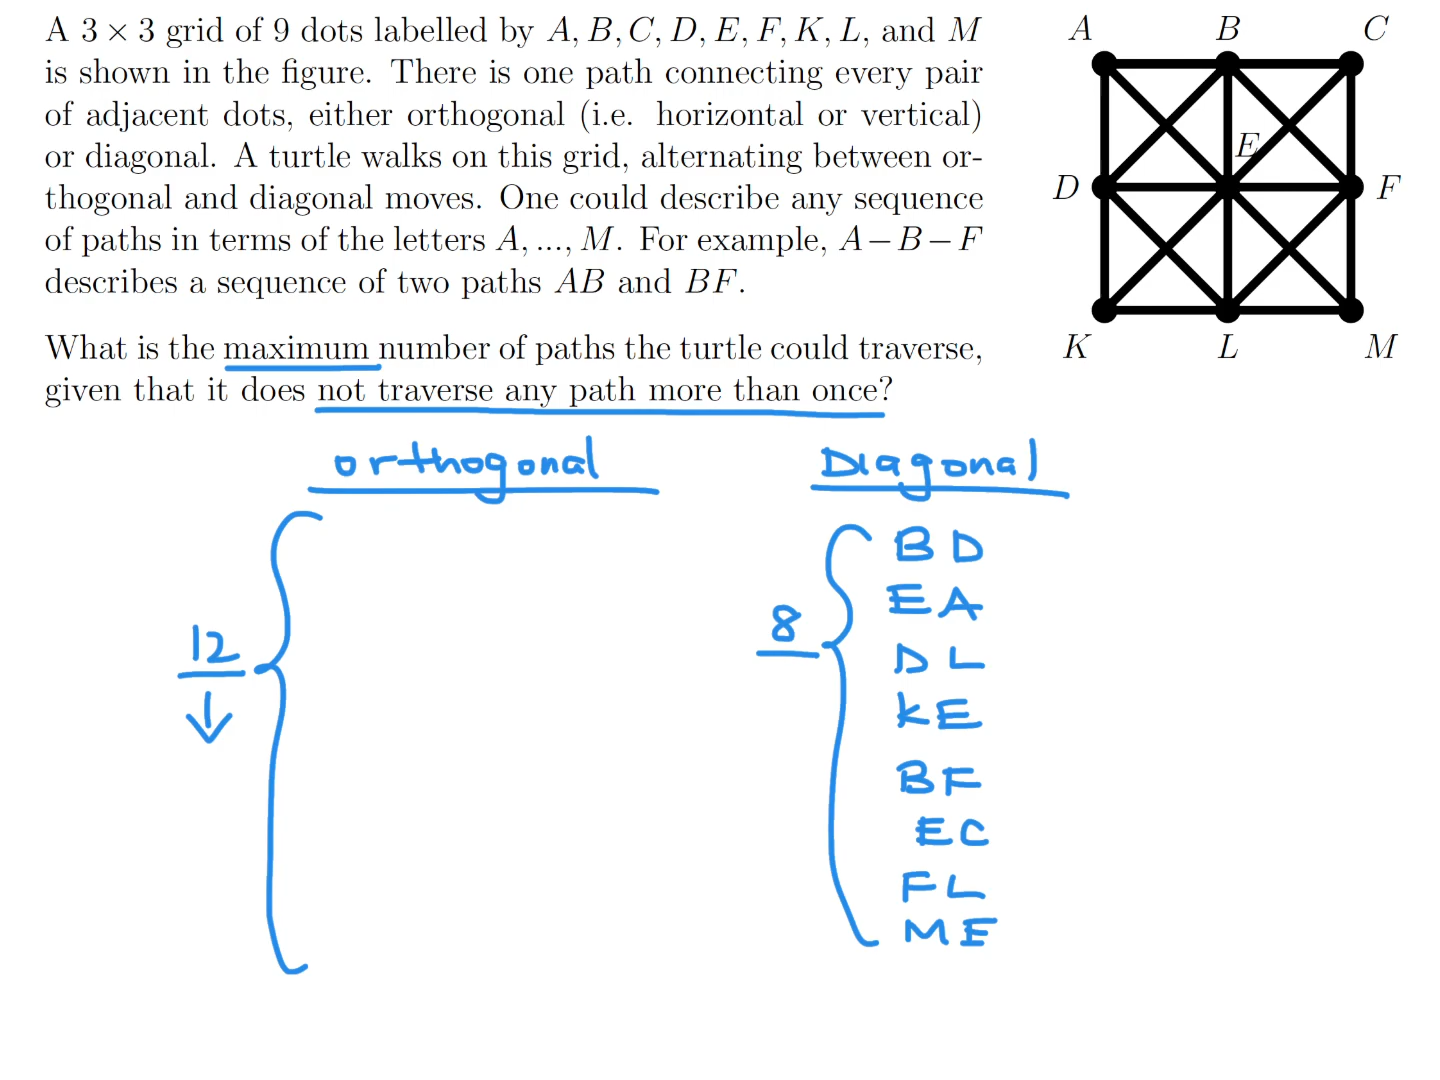 A 3 × 3 grid of 9 dots labelled by A, B, C, D, E, F, K, L, and M
is shown in the figure. There is one path connecting every pair
of adjacent dots, either orthogonal (i.e. horizontal or vertical)
or diagonal. A turtle walks on this grid, alternating between or-
thogonal and diagonal moves. One could describe any sequence
of paths in terms of the letters A, ..., M. For example, A − B − F
describes a sequence of two paths AB and BF.
What is the maximum number of paths the turtle could traverse,
given that it does not traverse any path more than once?
A B C
E
D F
K L M
orthogonal Diagonal
BD
EA
8
12
DL
KE
BF
EC
FL
ME